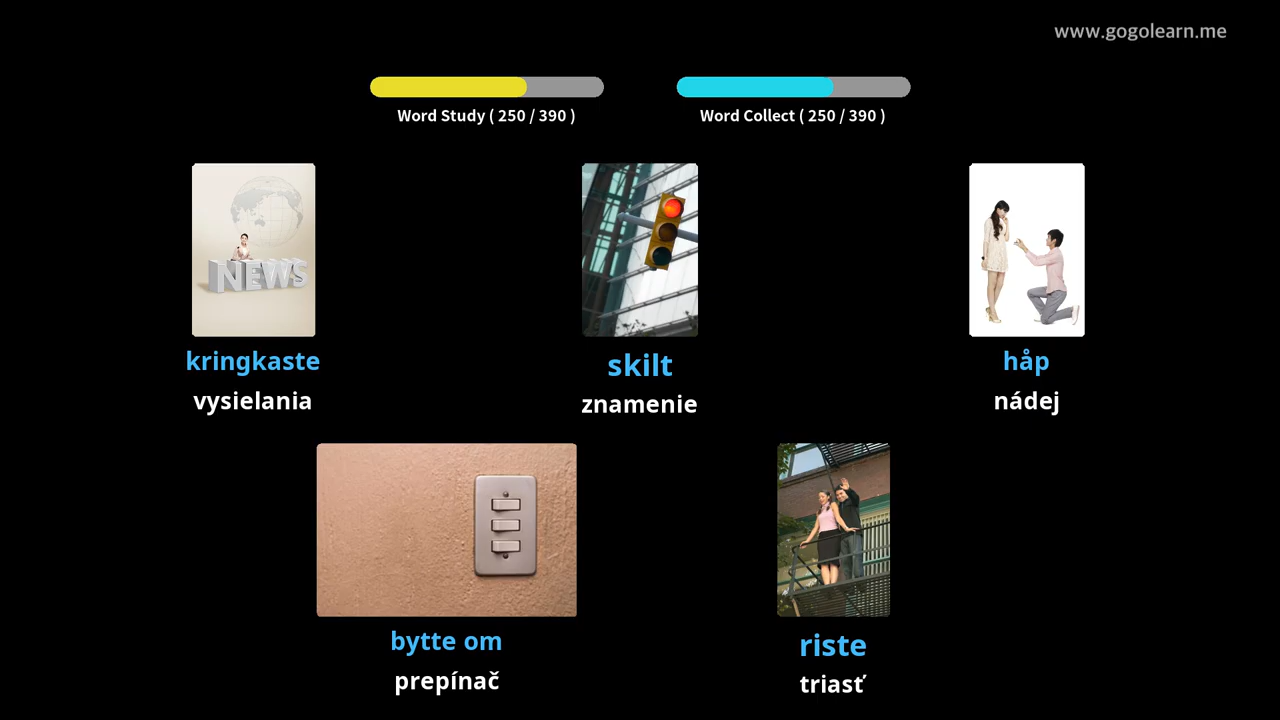 www.gogolearn.me
Word Study ( 250 / 390 )
Word Collect ( 250 / 390 )
NEWS
kringkaste
vysielania
skilt
znamenie
håp
nádej
bytte om
prepínač
riste
triasť